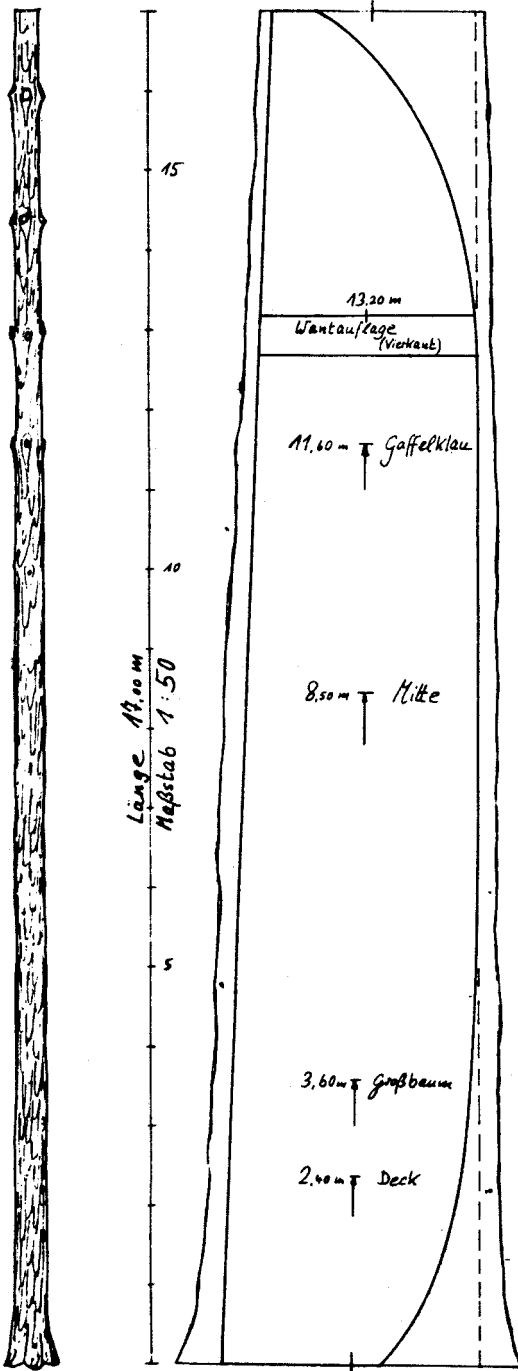 15
13,20 m
Wantauflage
(Vierkant)
11,60 m Gaffelklau
10
8,50 m Mitte
Länge 17,00 m
Maßstab 1:50
5
3,60 m Großbaum
2,40 m Deck